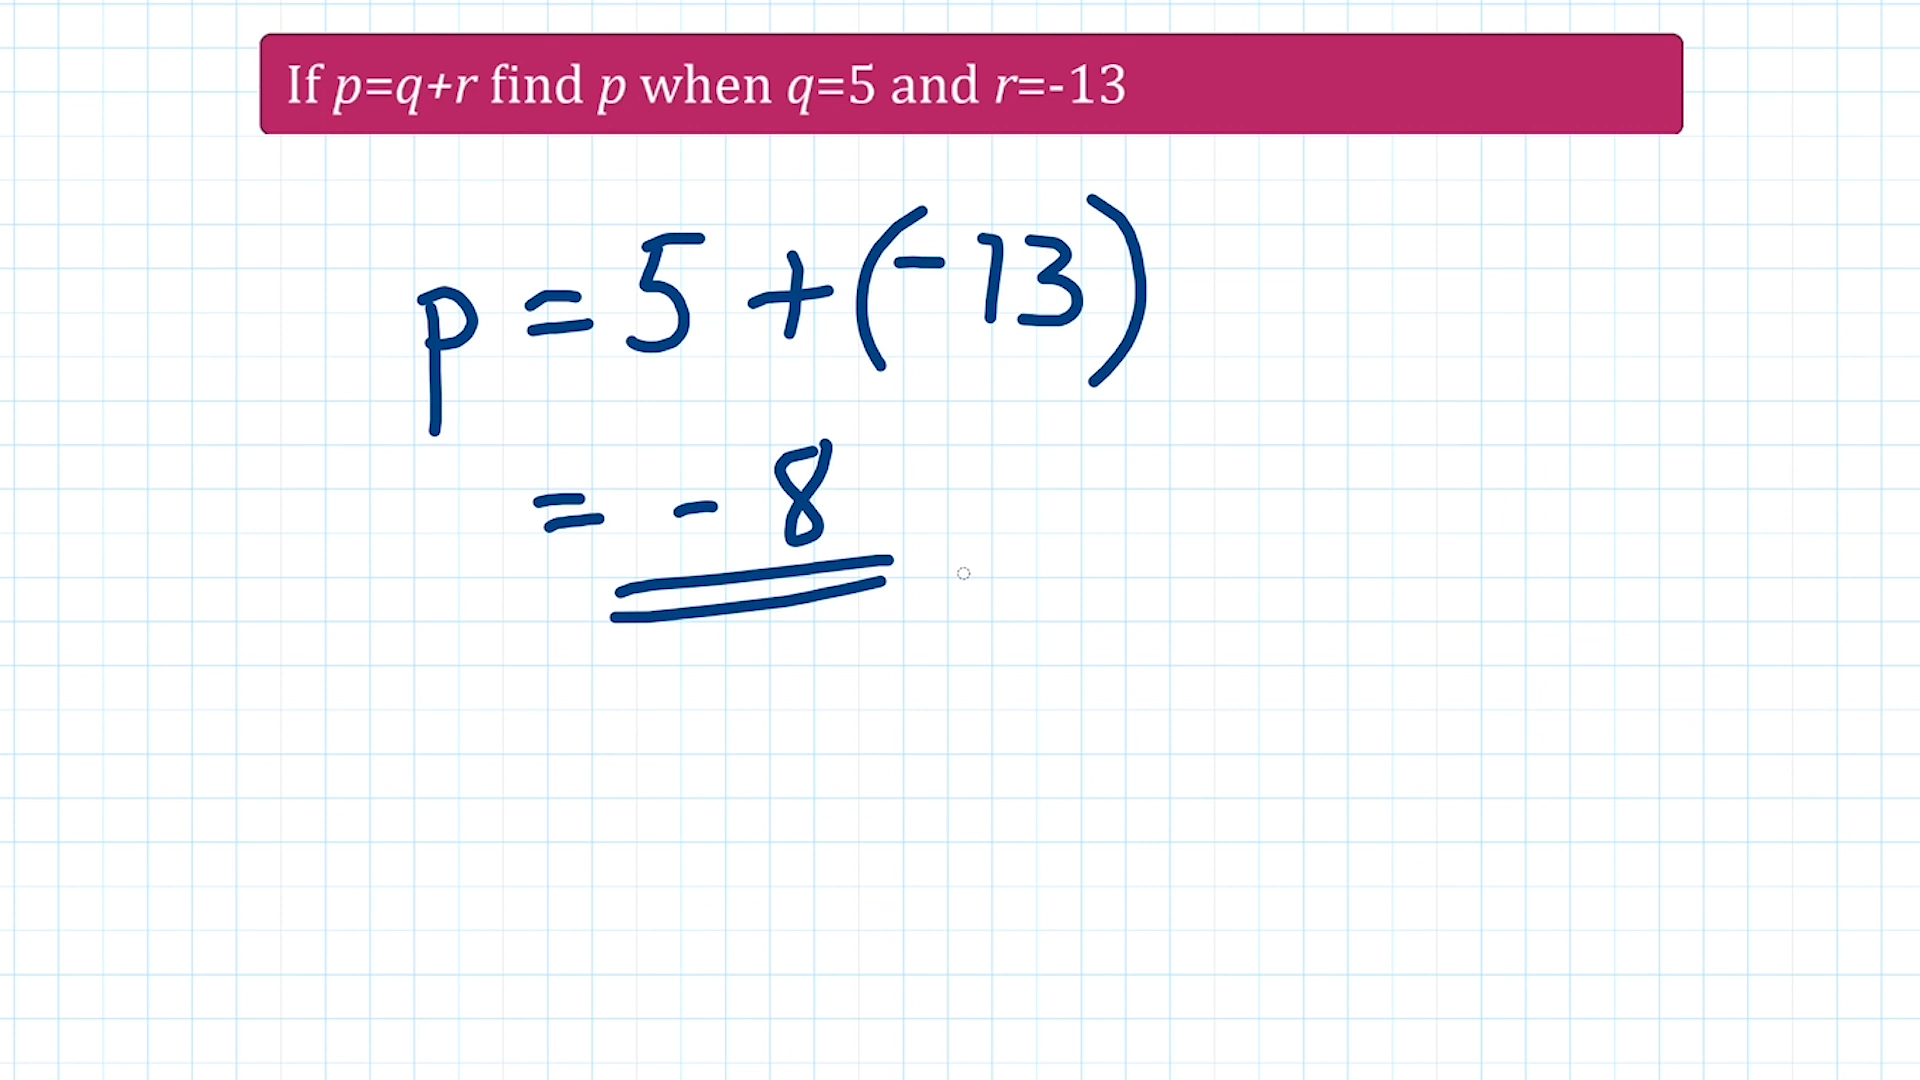 If p=q+r find p when q=5 and r=-13
p = 5 + (-13)
= - 8